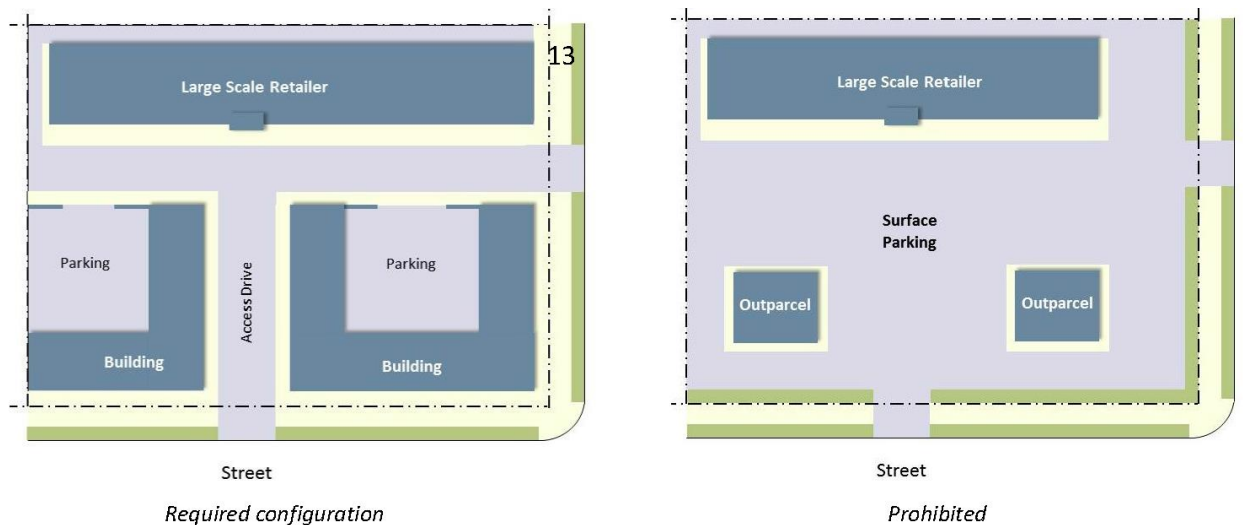 13
Large Scale Retailer
Parking
Parking
Access Drive
Building
Building
Street
Required configuration
Large Scale Retailer
Surface
Parking
Outparcel
Outparcel
Street
Prohibited